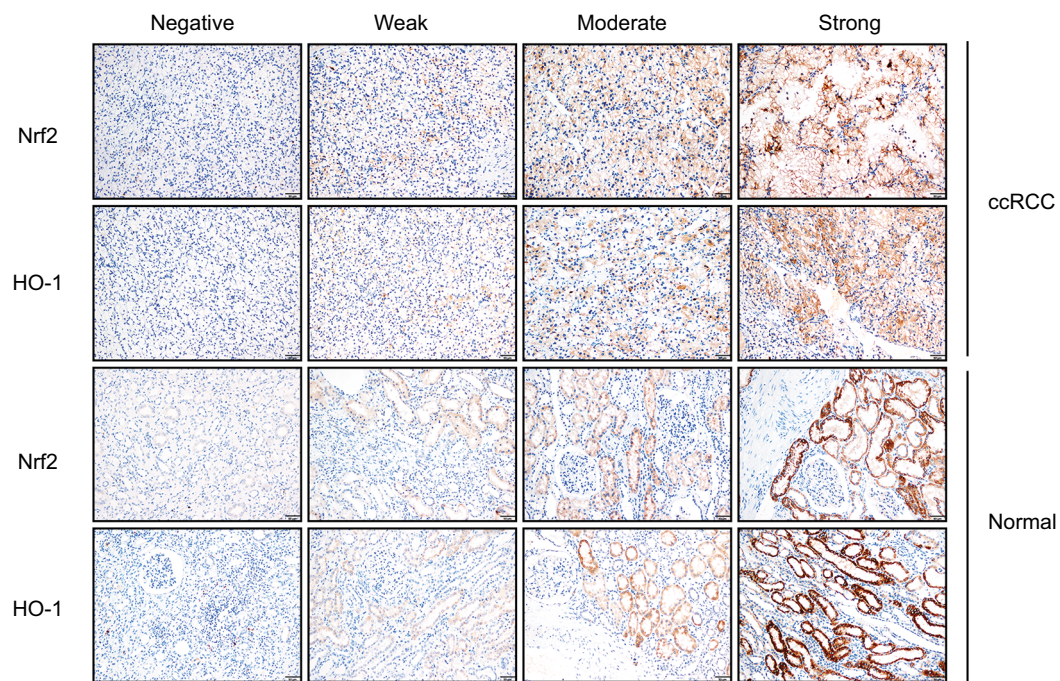 Negative Weak Moderate Strong
Nrf2
ccRCC
HO-1
Nrf2
Normal
HO-1